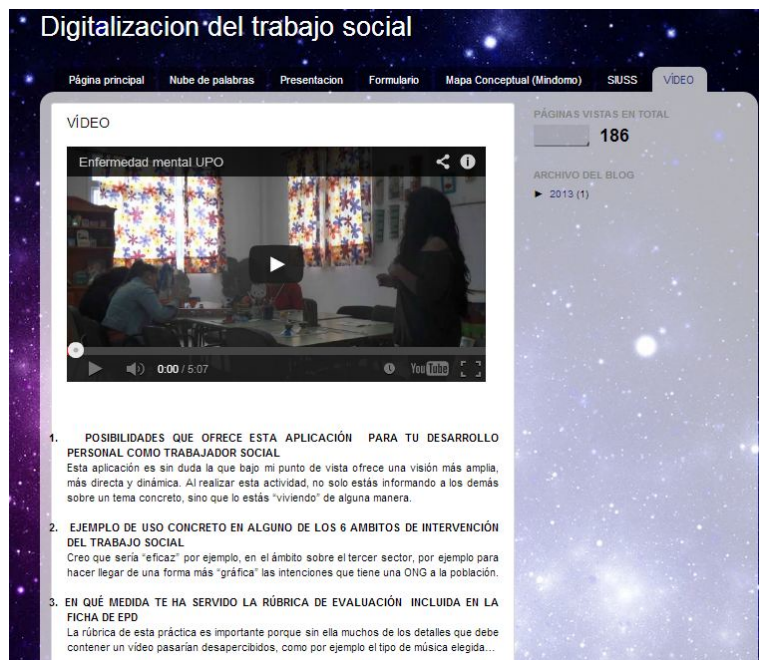 Digitalizacion del trabajo social
Página principal Nube de palabras Presentacion Formulario Mapa Conceptual (Mindomo) SIUSS VÍDEO
VÍDEO
Enfermedad mental UPO
0:00 / 5:07 YouTube
1. POSIBILIDADES QUE OFRECE ESTA APLICACIÓN PARA TU DESARROLLO
PERSONAL COMO TRABAJADOR SOCIAL
Esta aplicación es sin duda la que bajo mi punto de vista ofrece una visión más amplia,
más directa y dinámica. Al realizar esta actividad, no solo estás informando a los demás
sobre un tema concreto, sino que lo estás “viviendo” de alguna manera.
2. EJEMPLO DE USO CONCRETO EN ALGUNO DE LOS 6 AMBITOS DE INTERVENCIÓN
DEL TRABAJO SOCIAL
Creo que sería “eficaz” por ejemplo, en el ámbito sobre el tercer sector, por ejemplo para
hacer llegar de una forma más “gráfica” las intenciones que tiene una ONG a la población.
3. EN QUÉ MEDIDA TE HA SERVIDO LA RÚBRICA DE EVALUACIÓN INCLUIDA EN LA
FICHA DE EPD
La rúbrica de esta práctica es importante porque sin ella muchos de los detalles que debe
contener un vídeo pasarían desapercibidos, como por ejemplo el tipo de música elegida...
PÁGINAS VISTAS EN TOTAL
186
ARCHIVO DEL BLOG
► 2013 (1)